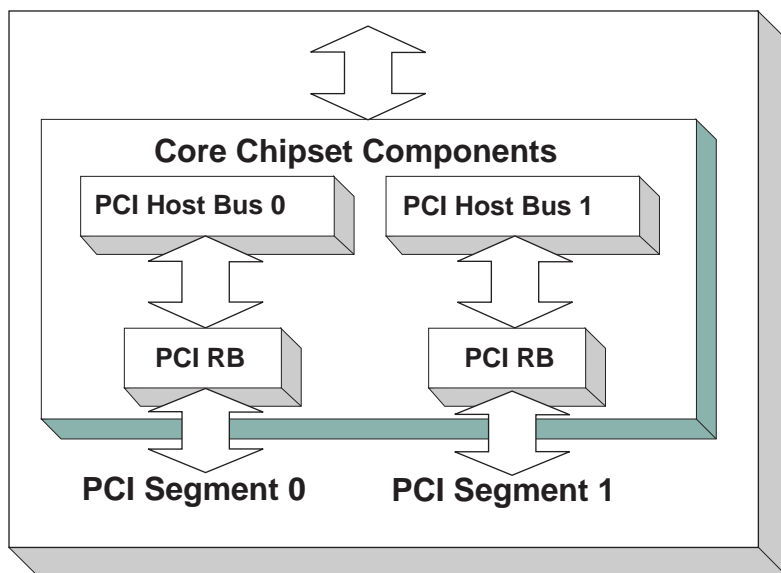 Core Chipset Components
PCI Host Bus 0
PCI Host Bus 1
PCI RB
PCI RB
PCI Segment 0
PCI Segment 1